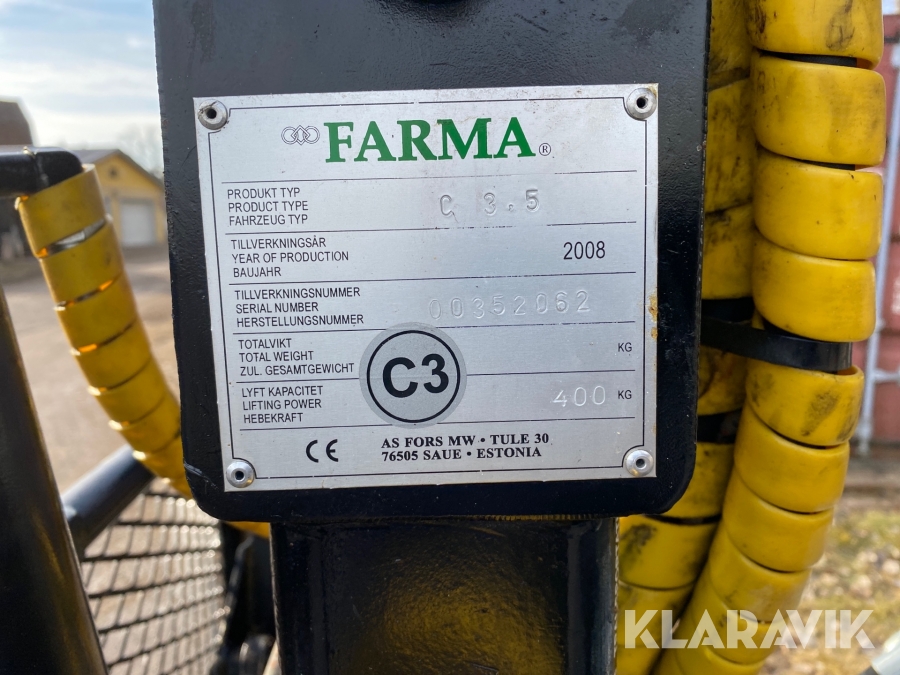 FARMA®
PRODUKT TYP
PRODUCT TYPE
FAHRZEUG TYP
C 3.5
TILLVERKNINGSÅR
YEAR OF PRODUCTION
BAUJAHR
2008
TILLVERKNINGSNUMMER
SERIAL NUMBER
HERSTELLUNGSNUMMER
00352062
TOTALVIKT
TOTAL WEIGHT
ZUL. GESAMTGEWICHT
KG
C3
LYFT KAPACITET
LIFTING POWER
HEBEKRAFT
400 KG
CE
AS FORS MW • TULE 30
76505 SAUE • ESTONIA
KLARAVIK